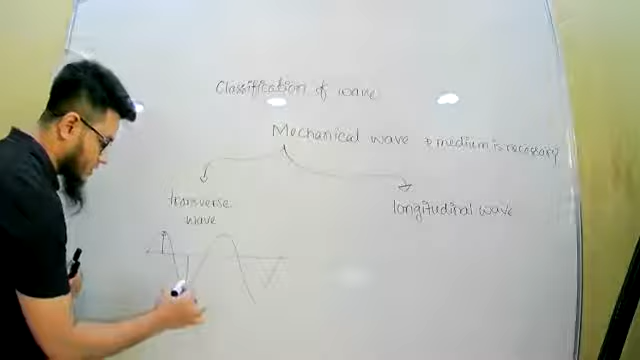 Classification of wave
Mechanical wave → medium is necessary
transverse
wave
longitudinal wave